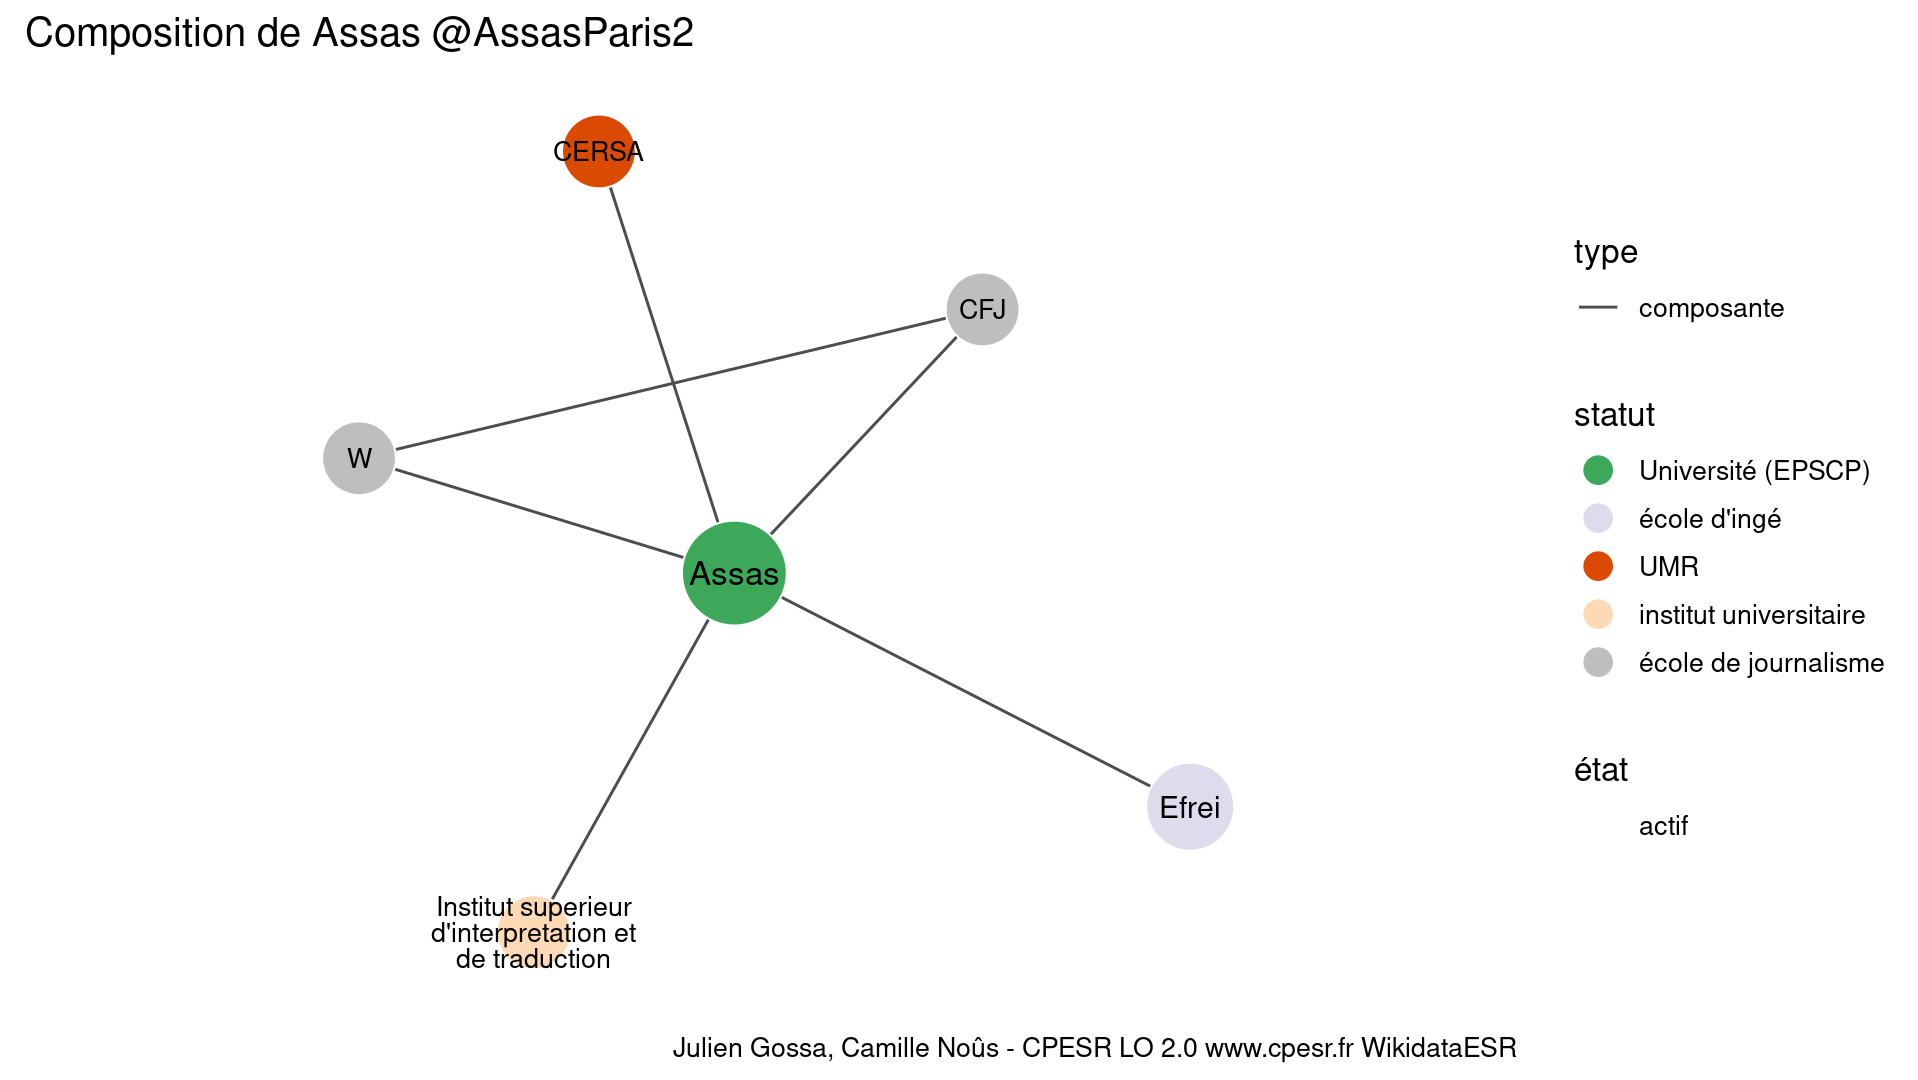 Composition de Assas @AssasParis2
CERSA
CFJ
W
Assas
Efrei
Institut superieur
d'interpretation et
de traduction
type
composante
statut
Université (EPSCP)
école d'ingé
UMR
institut universitaire
école de journalisme
état
actif
Julien Gossa, Camille Noûs - CPESR LO 2.0 www.cpesr.fr WikidataESR